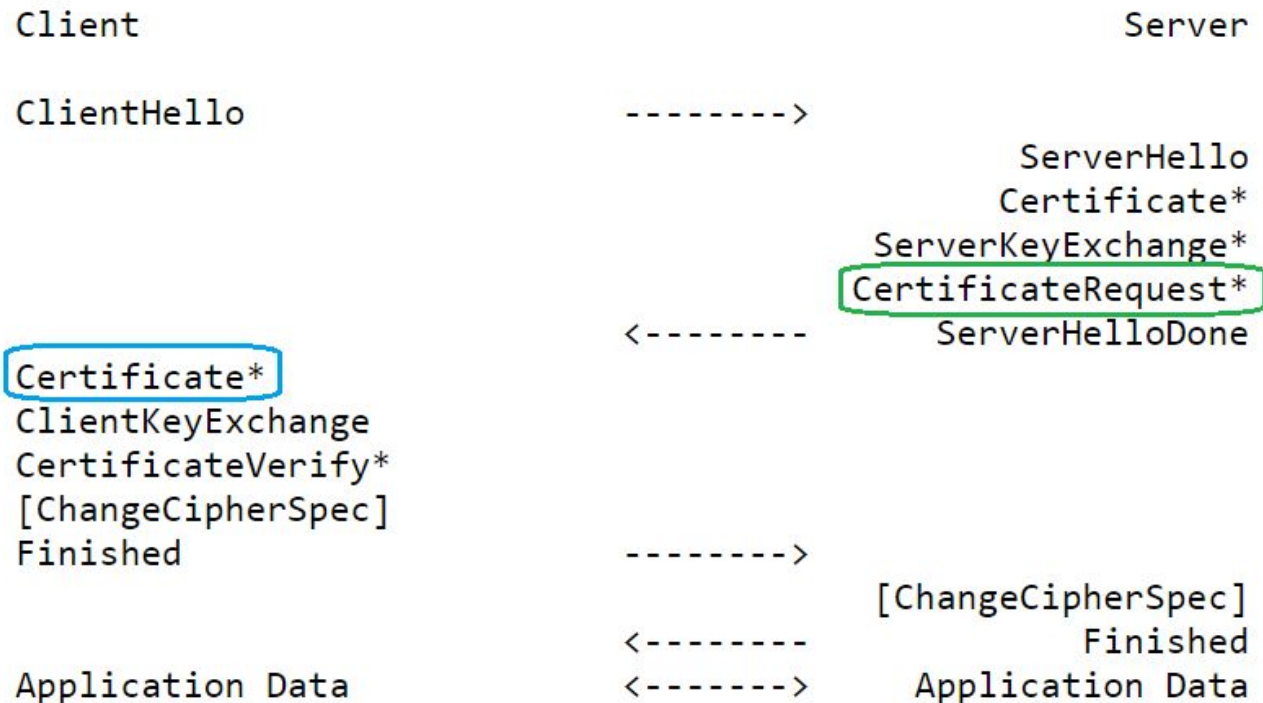 Client Server
ClientHello -------->
ServerHello
Certificate*
ServerKeyExchange*
CertificateRequest*
<-------- ServerHelloDone
Certificate*
ClientKeyExchange
CertificateVerify*
[ChangeCipherSpec]
Finished -------->
[ChangeCipherSpec]
<-------- Finished
Application Data <-------> Application Data